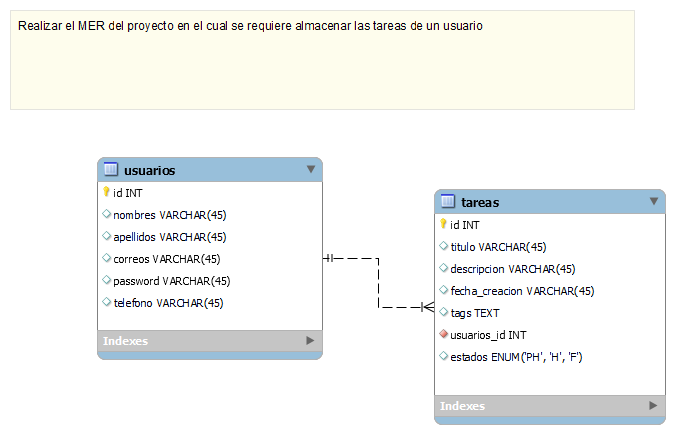 Realizar el MER del proyecto en el cual se requiere almacenar las tareas de un usuario
usuarios
id INT
nombres VARCHAR(45)
apellidos VARCHAR(45)
correos VARCHAR(45)
password VARCHAR(45)
telefono VARCHAR(45)
Indexes
tareas
id INT
titulo VARCHAR(45)
descripcion VARCHAR(45)
fecha_creacion VARCHAR(45)
tags TEXT
usuarios_id INT
estados ENUM('PH', 'H', 'F')
Indexes